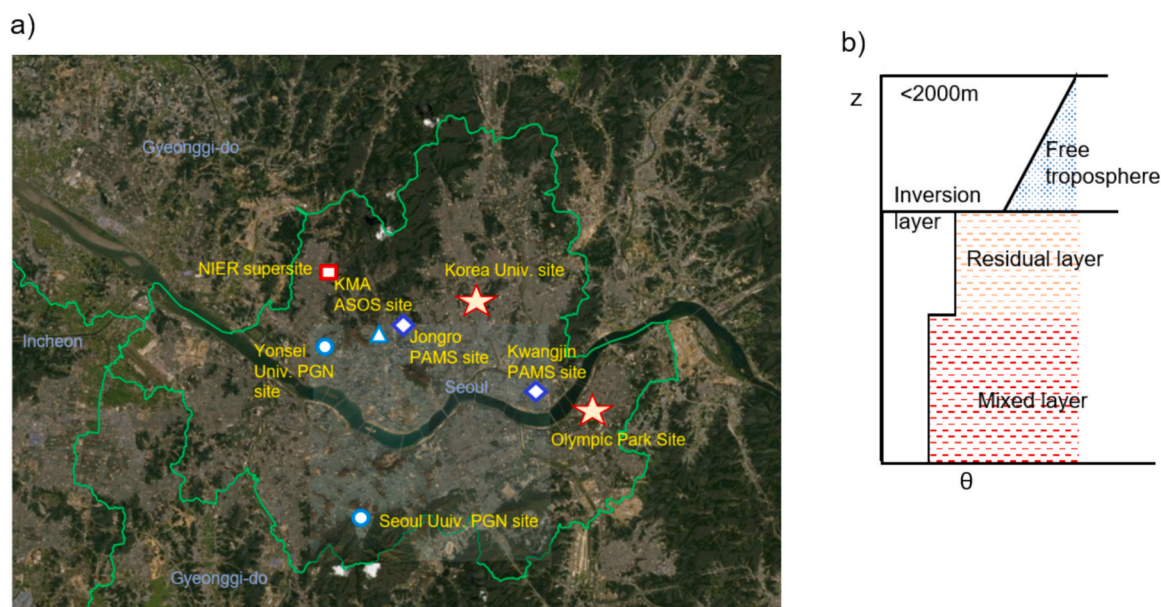 a)
Gyeonggi-do
NIER supersite
KMA
ASOS site
Korea Univ. site
Incheon
Yonsei
Univ. PGN
site
Jongro
PAMS site
Seoul
Kwangjin
PAMS site
Olympic Park Site
Seoul Uuiv. PGN site
Gyeonggi-do
b)
z
<2000m
Free
troposphere
Inversion
layer
Residual layer
Mixed layer
θ